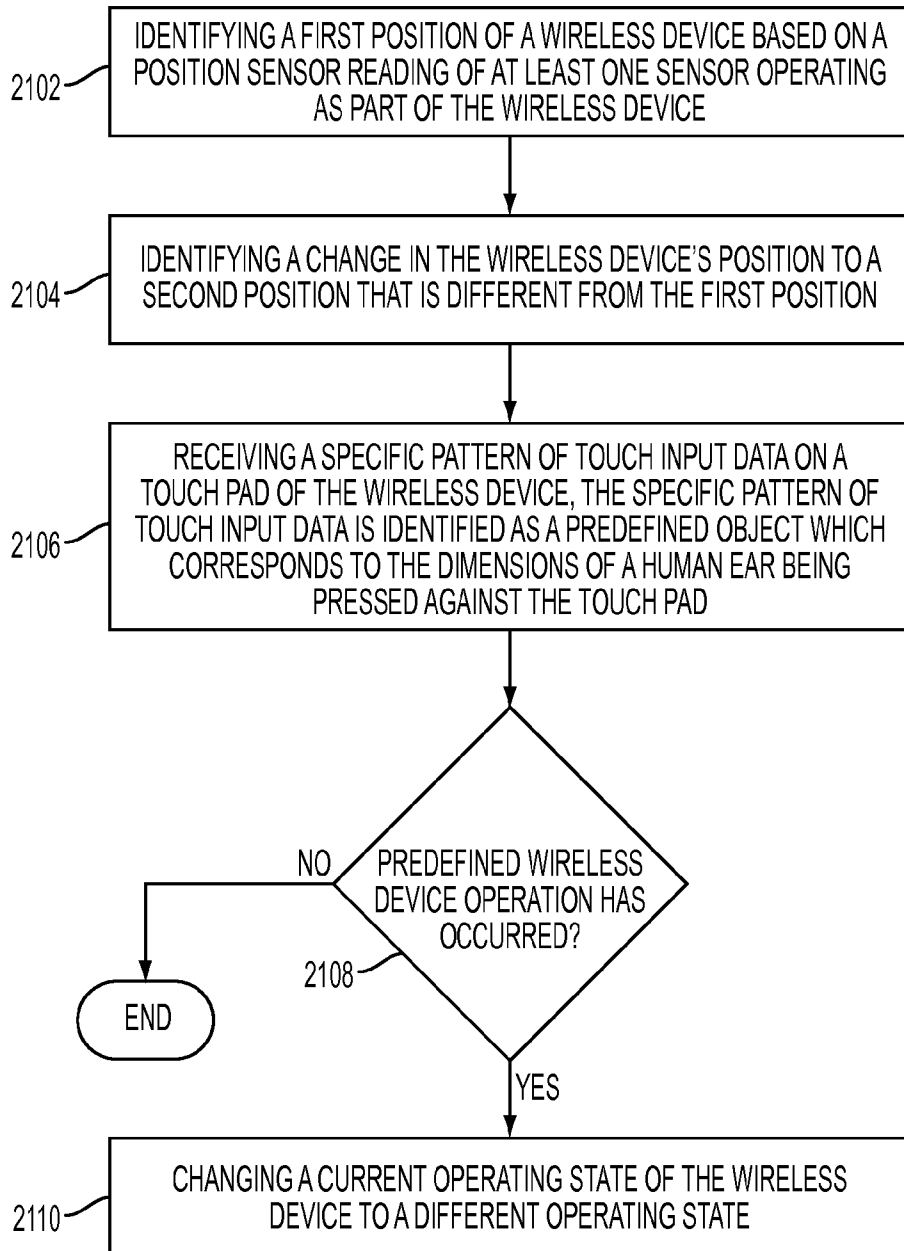 IDENTIFYING A FIRST POSITION OF A WIRELESS DEVICE BASED ON A
POSITION SENSOR READING OF AT LEAST ONE SENSOR OPERATING
AS PART OF THE WIRELESS DEVICE
2102
IDENTIFYING A CHANGE IN THE WIRELESS DEVICE'S POSITION TO A
SECOND POSITION THAT IS DIFFERENT FROM THE FIRST POSITION
2104
RECEIVING A SPECIFIC PATTERN OF TOUCH INPUT DATA ON A
TOUCH PAD OF THE WIRELESS DEVICE, THE SPECIFIC PATTERN OF
TOUCH INPUT DATA IS IDENTIFIED AS A PREDEFINED OBJECT WHICH
CORRESPONDS TO THE DIMENSIONS OF A HUMAN EAR BEING
PRESSED AGAINST THE TOUCH PAD
2106
NO
PREDEFINED WIRELESS
DEVICE OPERATION HAS
OCCURRED?
2108
END
YES
CHANGING A CURRENT OPERATING STATE OF THE WIRELESS
DEVICE TO A DIFFERENT OPERATING STATE
2110